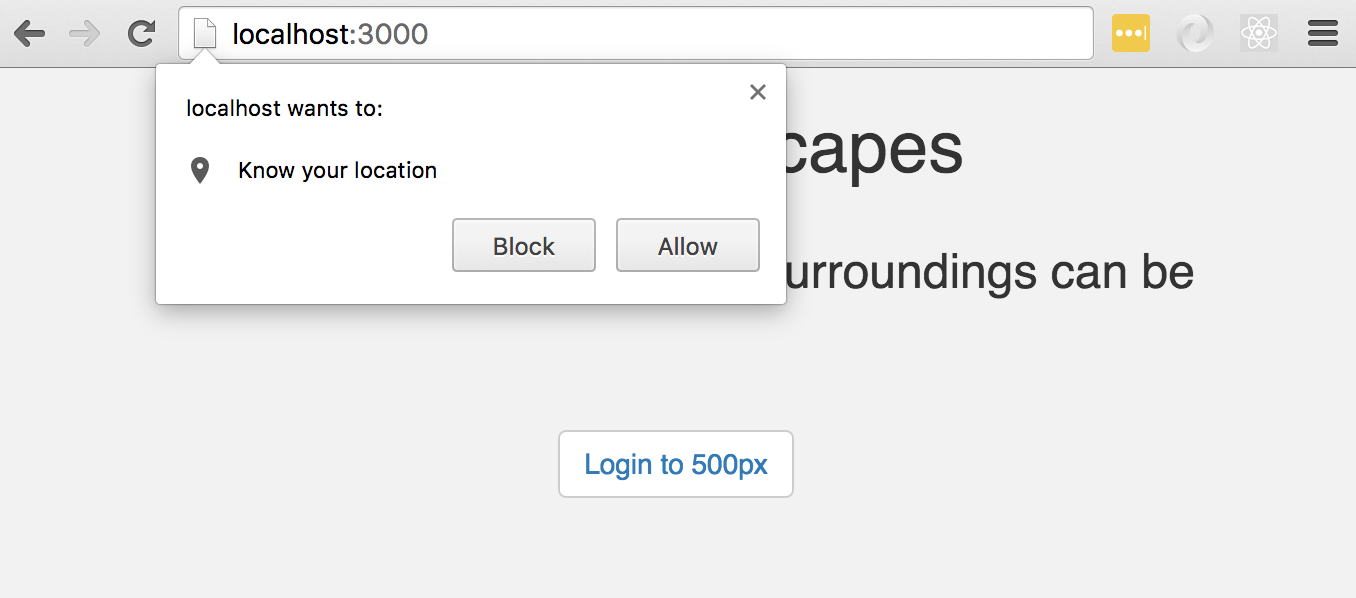 localhost:3000
localhost wants to:
Know your location
Block Allow
capes
urroundings can be
Login to 500px